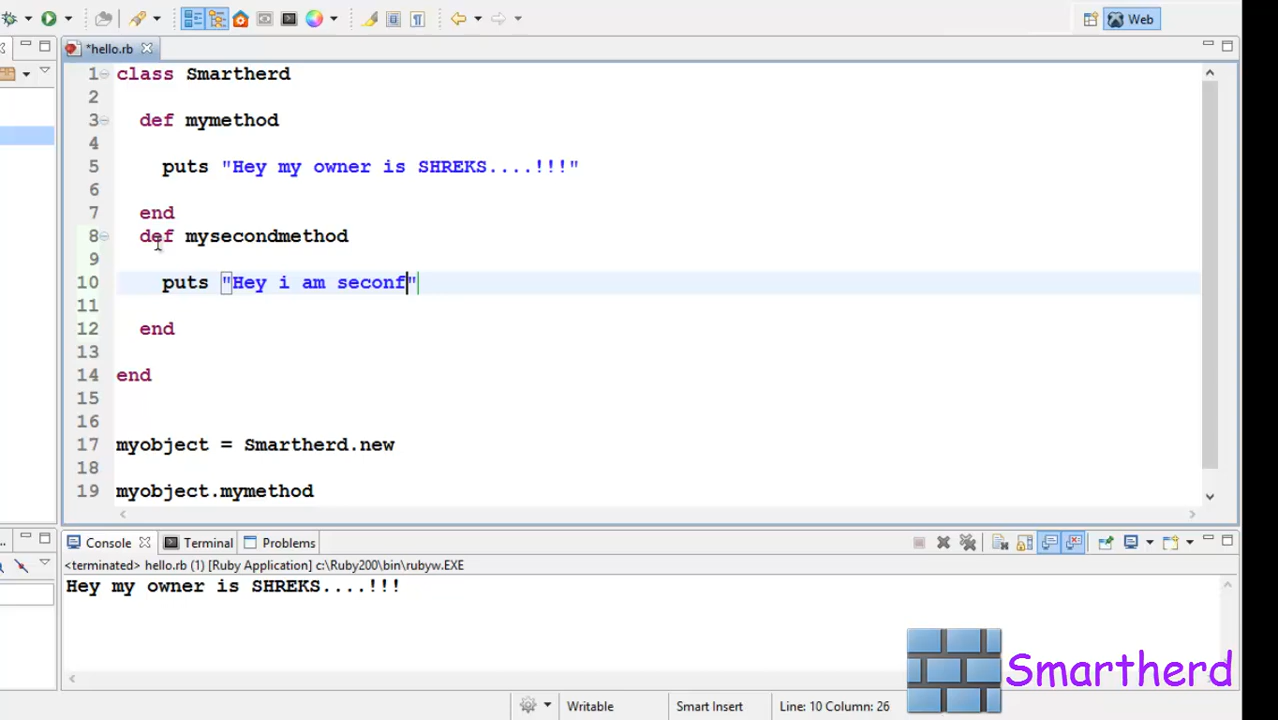 Web
*hello.rb
1 class Smartherd
2
3 def mymethod
4
5 puts "Hey my owner is SHREKS....!!!"
6
7 end
8 def mysecondmethod
9
10 puts "Hey i am seconf"
11
12 end
13
14 end
15
16
17 myobject = Smartherd.new
18
19 myobject.mymethod
Console Terminal Problems
<terminated> hello.rb (1) [Ruby Application] c:\Ruby200\bin\rubyw.EXE
Hey my owner is SHREKS....!!!
Smartherd
Writable Smart Insert Line: 10 Column: 26